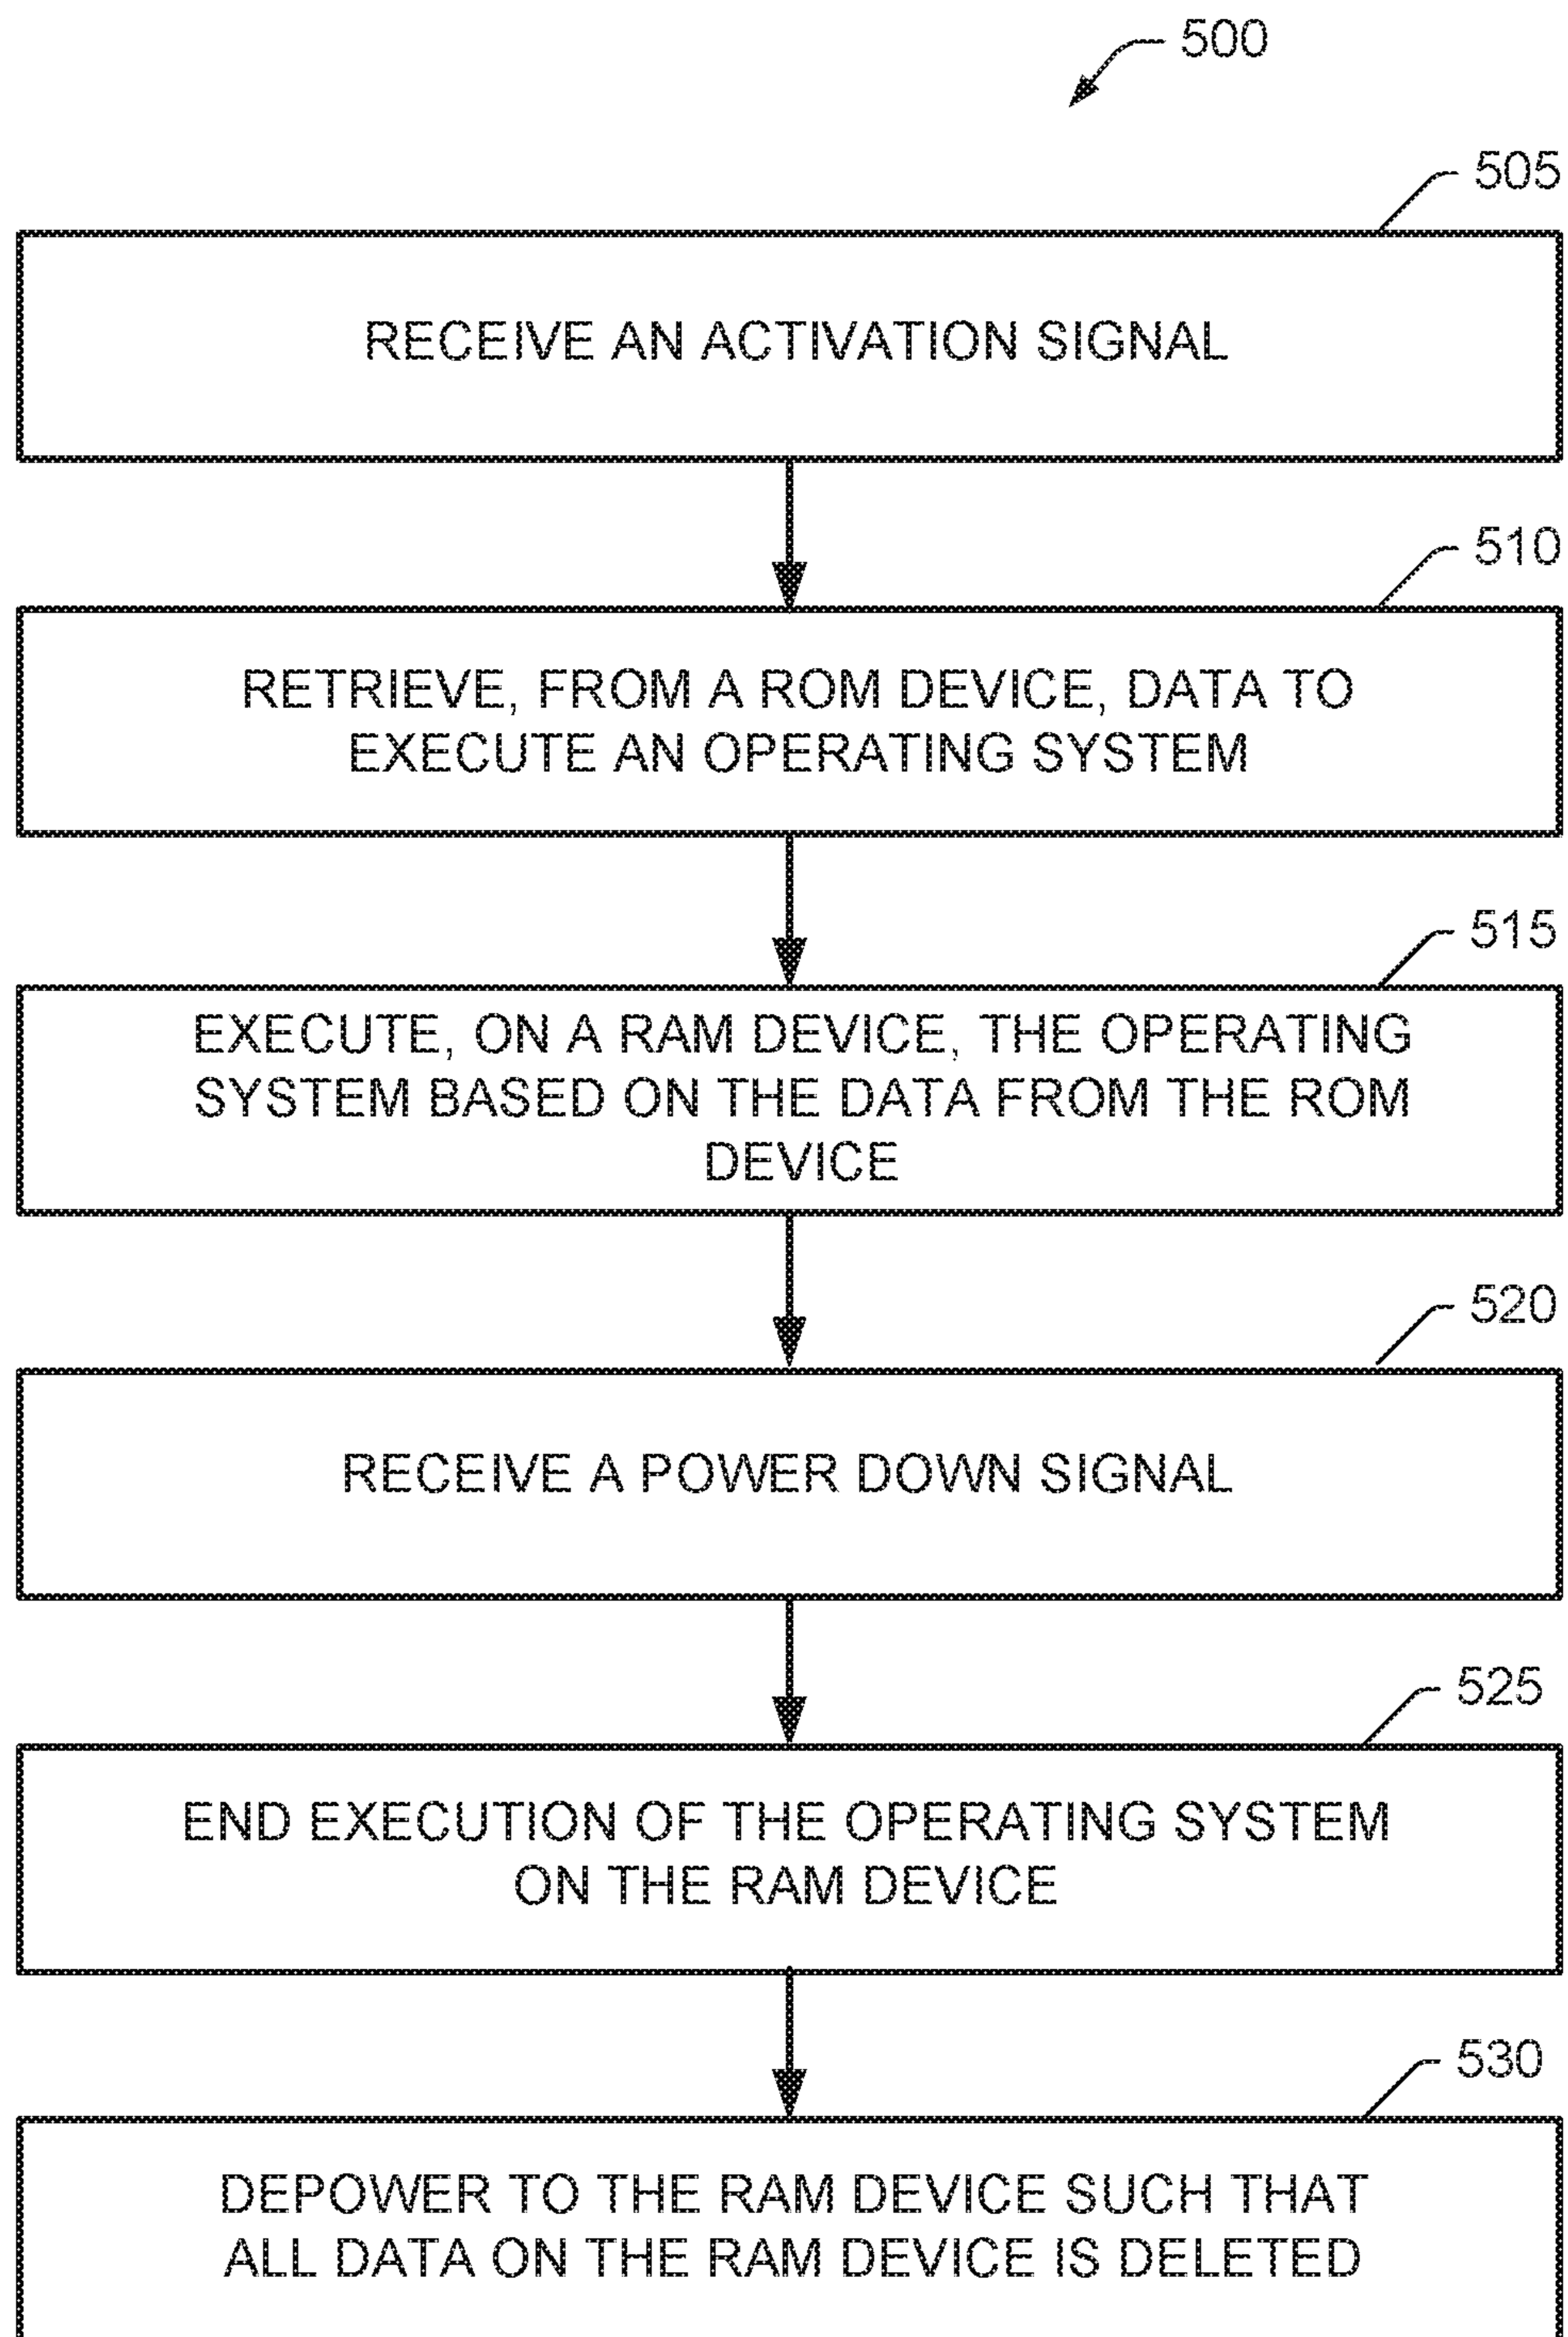 500
505
RECEIVE AN ACTIVATION SIGNAL
510
RETRIEVE, FROM A ROM DEVICE, DATA TO
EXECUTE AN OPERATING SYSTEM
515
EXECUTE, ON A RAM DEVICE, THE OPERATING
SYSTEM BASED ON THE DATA FROM THE ROM
DEVICE
520
RECEIVE A POWER DOWN SIGNAL
525
END EXECUTION OF THE OPERATING SYSTEM
ON THE RAM DEVICE
530
DEPOWER TO THE RAM DEVICE SUCH THAT
ALL DATA ON THE RAM DEVICE IS DELETED